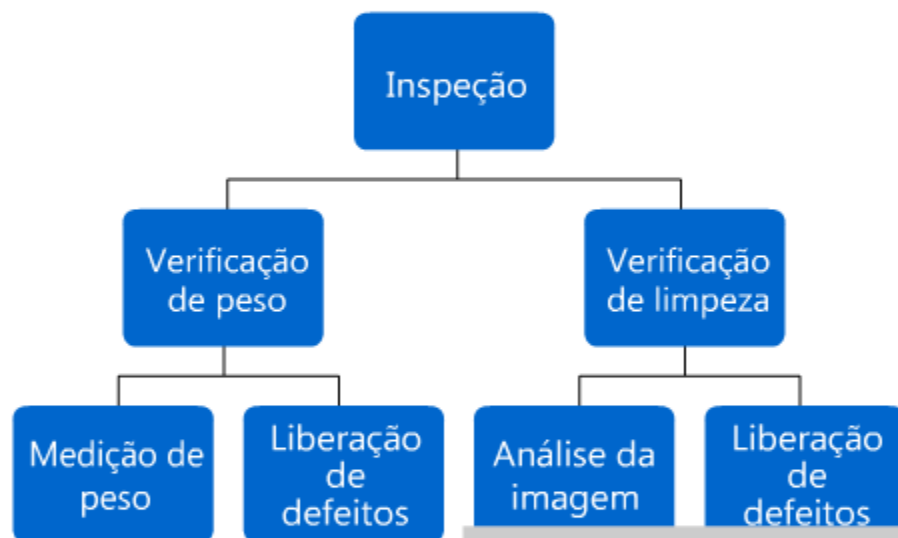 Inspeção
Verificação
de peso
Verificação
de limpeza
Medição de
peso
Liberação
de
defeitos
Análise da
imagem
Liberação
de
defeitos